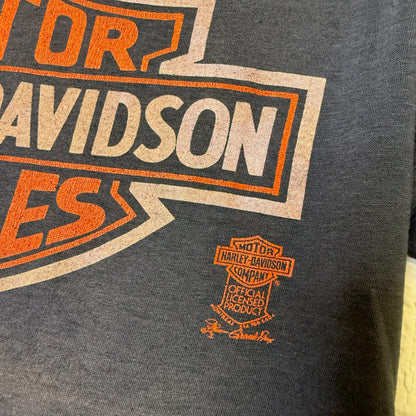 TOR
DAVIDSON
ES
MOTOR
HARLEY-DAVIDSON
COMPANY
®
OFFICIAL
LICENSED
PRODUCT